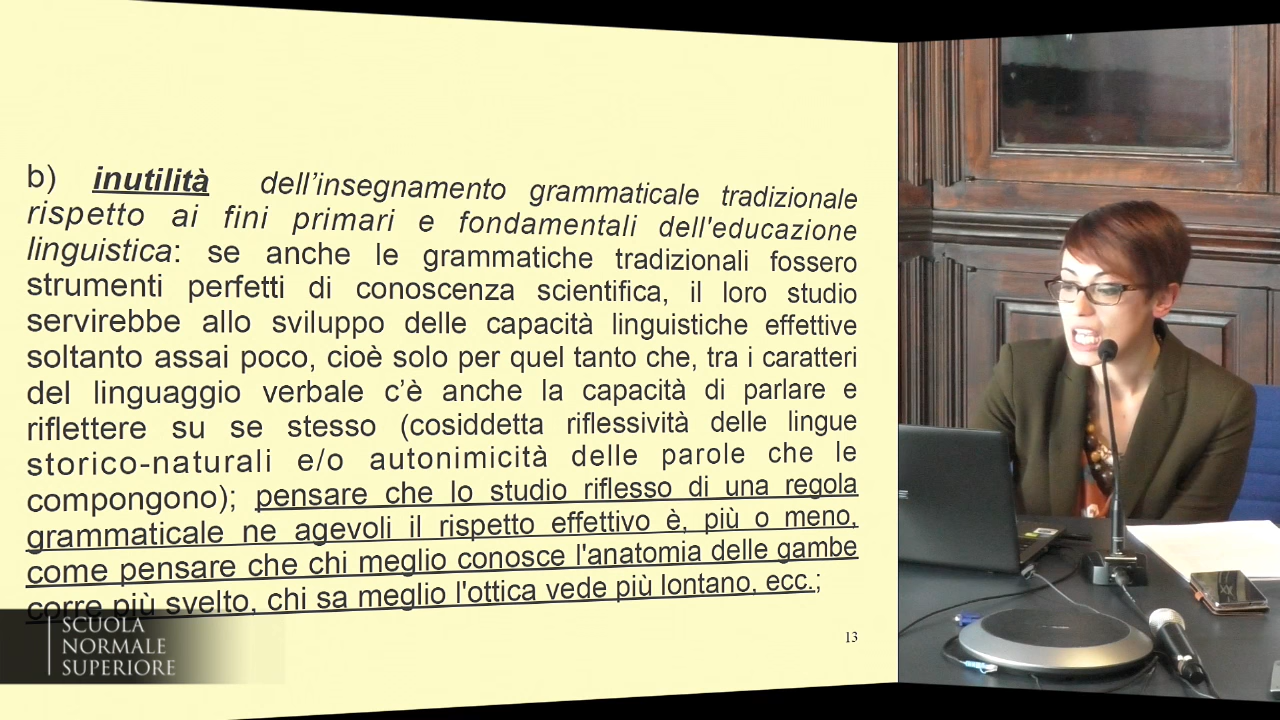 b) inutilità dell’insegnamento grammaticale tradizionale
rispetto ai fini primari e fondamentali dell'educazione
linguistica: se anche le grammatiche tradizionali fossero
strumenti perfetti di conoscenza scientifica, il loro studio
servirebbe allo sviluppo delle capacità linguistiche effettive
soltanto assai poco, cioè solo per quel tanto che, tra i caratteri
del linguaggio verbale c’è anche la capacità di parlare e
riflettere su se stesso (cosiddetta riflessività delle lingue
storico-naturali e/o autonimicità delle parole che le
compongono); pensare che lo studio riflesso di una regola
grammaticale ne agevoli il rispetto effettivo è, più o meno,
come pensare che chi meglio conosce l'anatomia delle gambe
corre più svelto, chi sa meglio l'ottica vede più lontano, ecc.;
13
SCUOLA
NORMALE
SUPERIORE